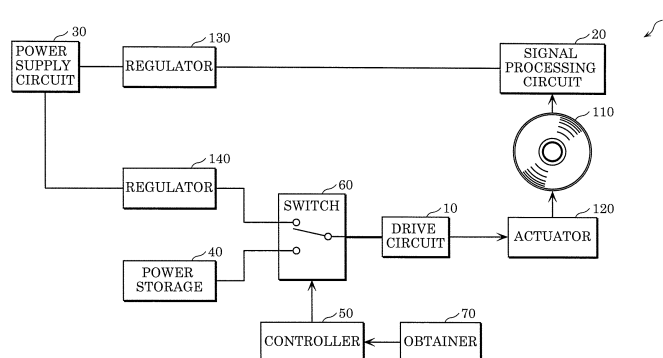 30
POWER
SUPPLY
CIRCUIT
130
REGULATOR
20
SIGNAL
PROCESSING
CIRCUIT
110
140
REGULATOR
60
SWITCH
10
DRIVE
CIRCUIT
120
ACTUATOR
40
POWER
STORAGE
50
CONTROLLER
70
OBTAINER